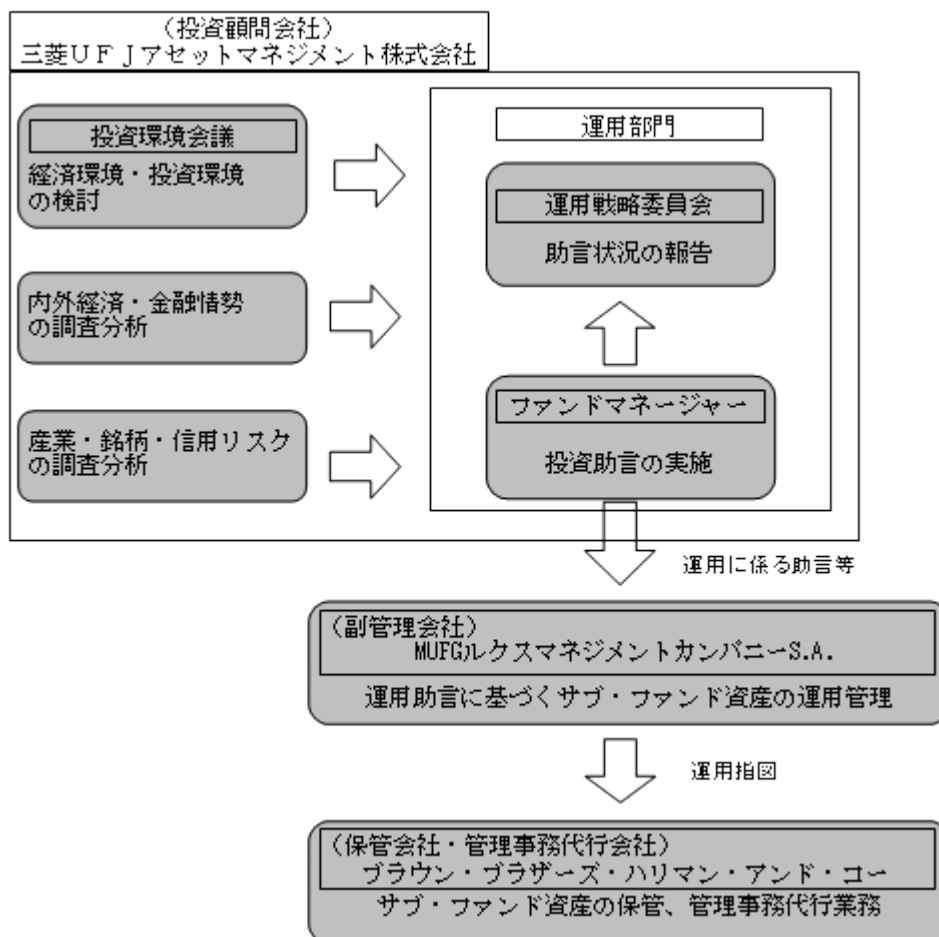 (投資顧問会社)
三菱UFJアセットマネジメント株式会社
投資環境会議
経済環境・投資環境
の検討
内外経済・金融情勢
の調査分析
産業・銘柄・信用リスク
の調査分析
運用部門
運用戦略委員会
助言状況の報告
ファンドマネージャー
投資助言の実施
運用に係る助言等
(副管理会社)
MUFGルクスマネジメントカンパニーS.A.
運用助言に基づくサブ・ファンド資産の運用管理
運用指図
(保管会社・管理事務代行会社)
ブラウン・ブラザーズ・ハリマン・アンド・コー
サブ・ファンド資産の保管、管理事務代行業務